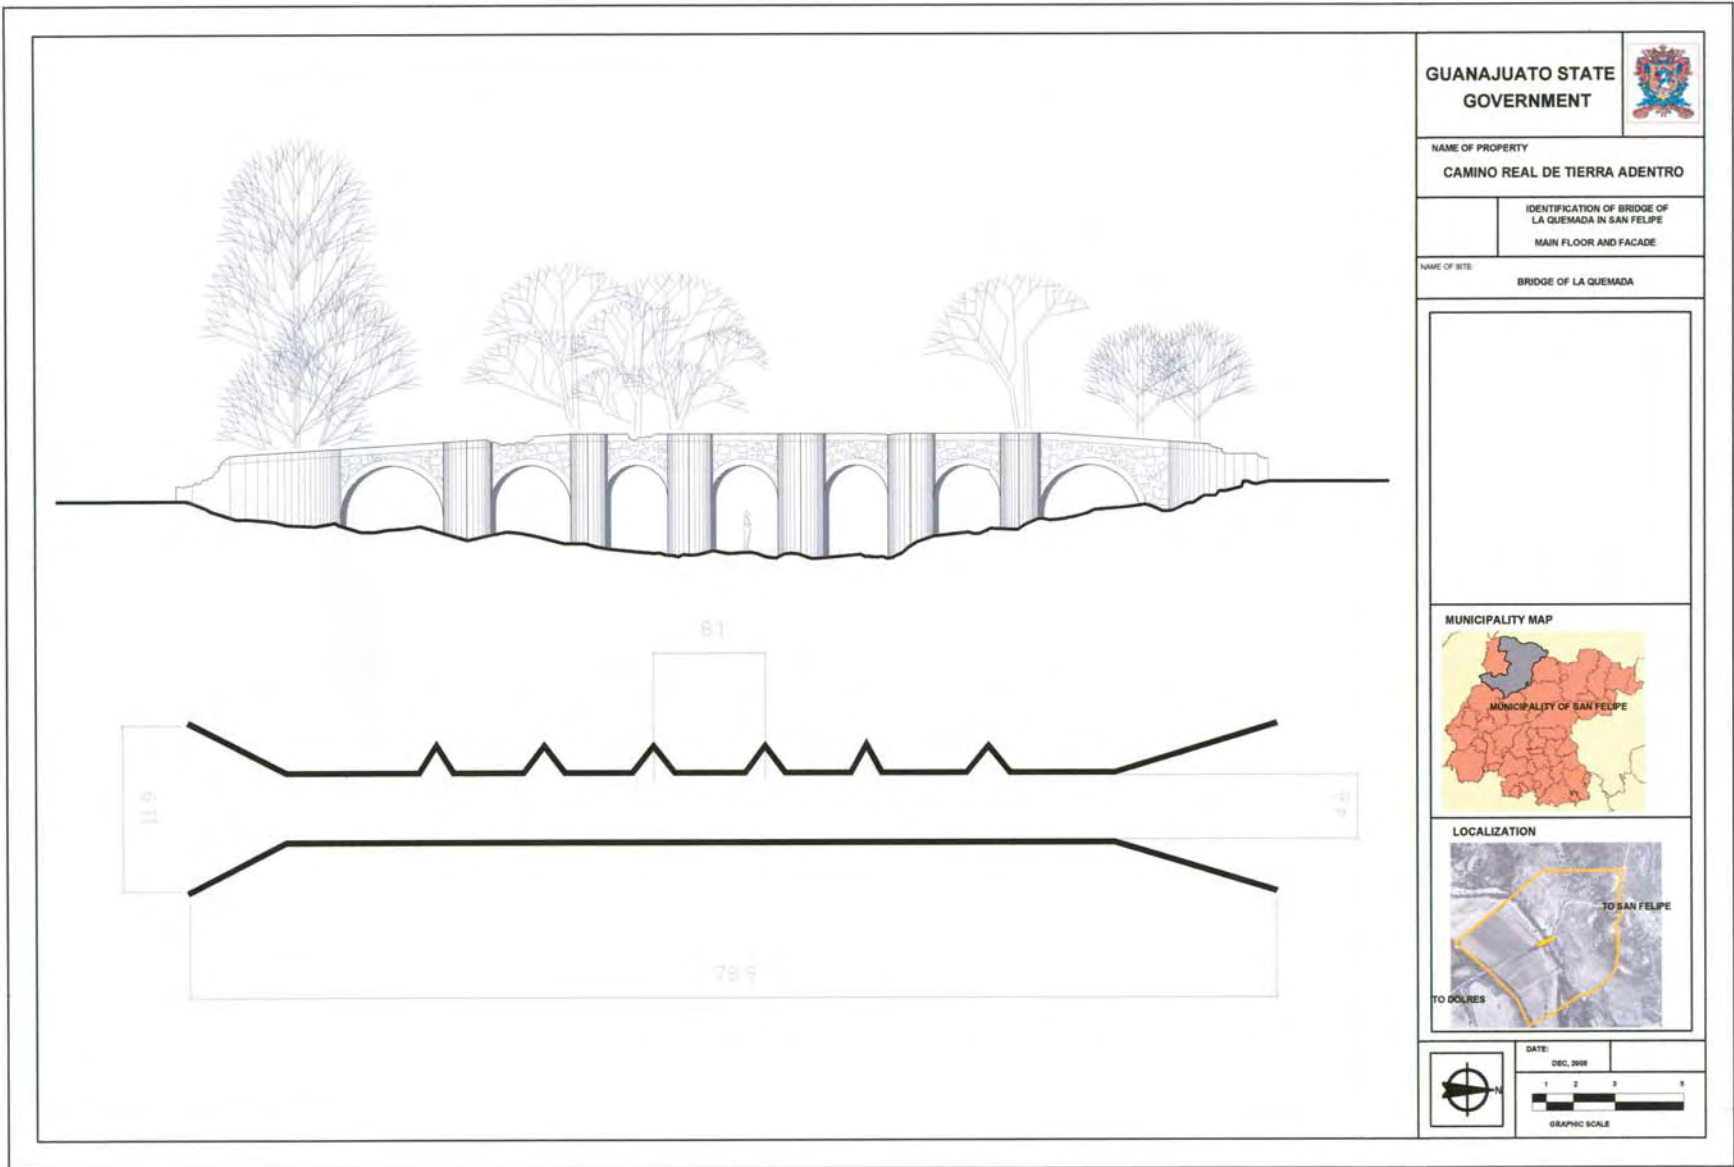 GUANAJUATO STATE
GOVERNMENT
NAME OF PROPERTY
CAMINO REAL DE TIERRA ADENTRO
IDENTIFICATION OF BRIDGE OF
LA QUEMADA IN SAN FELIPE
MAIN FLOOR AND FACADE
NAME OF SITE:
BRIDGE OF LA QUEMADA
8.1
11.9
78.9
MUNICIPALITY MAP
MUNICIPALITY OF SAN FELIPE
LOCALIZATION
TO SAN FELIPE
TO DOLRES
N
DATE:
DEC,
1 2 3 5
GRAPHIC SCALE